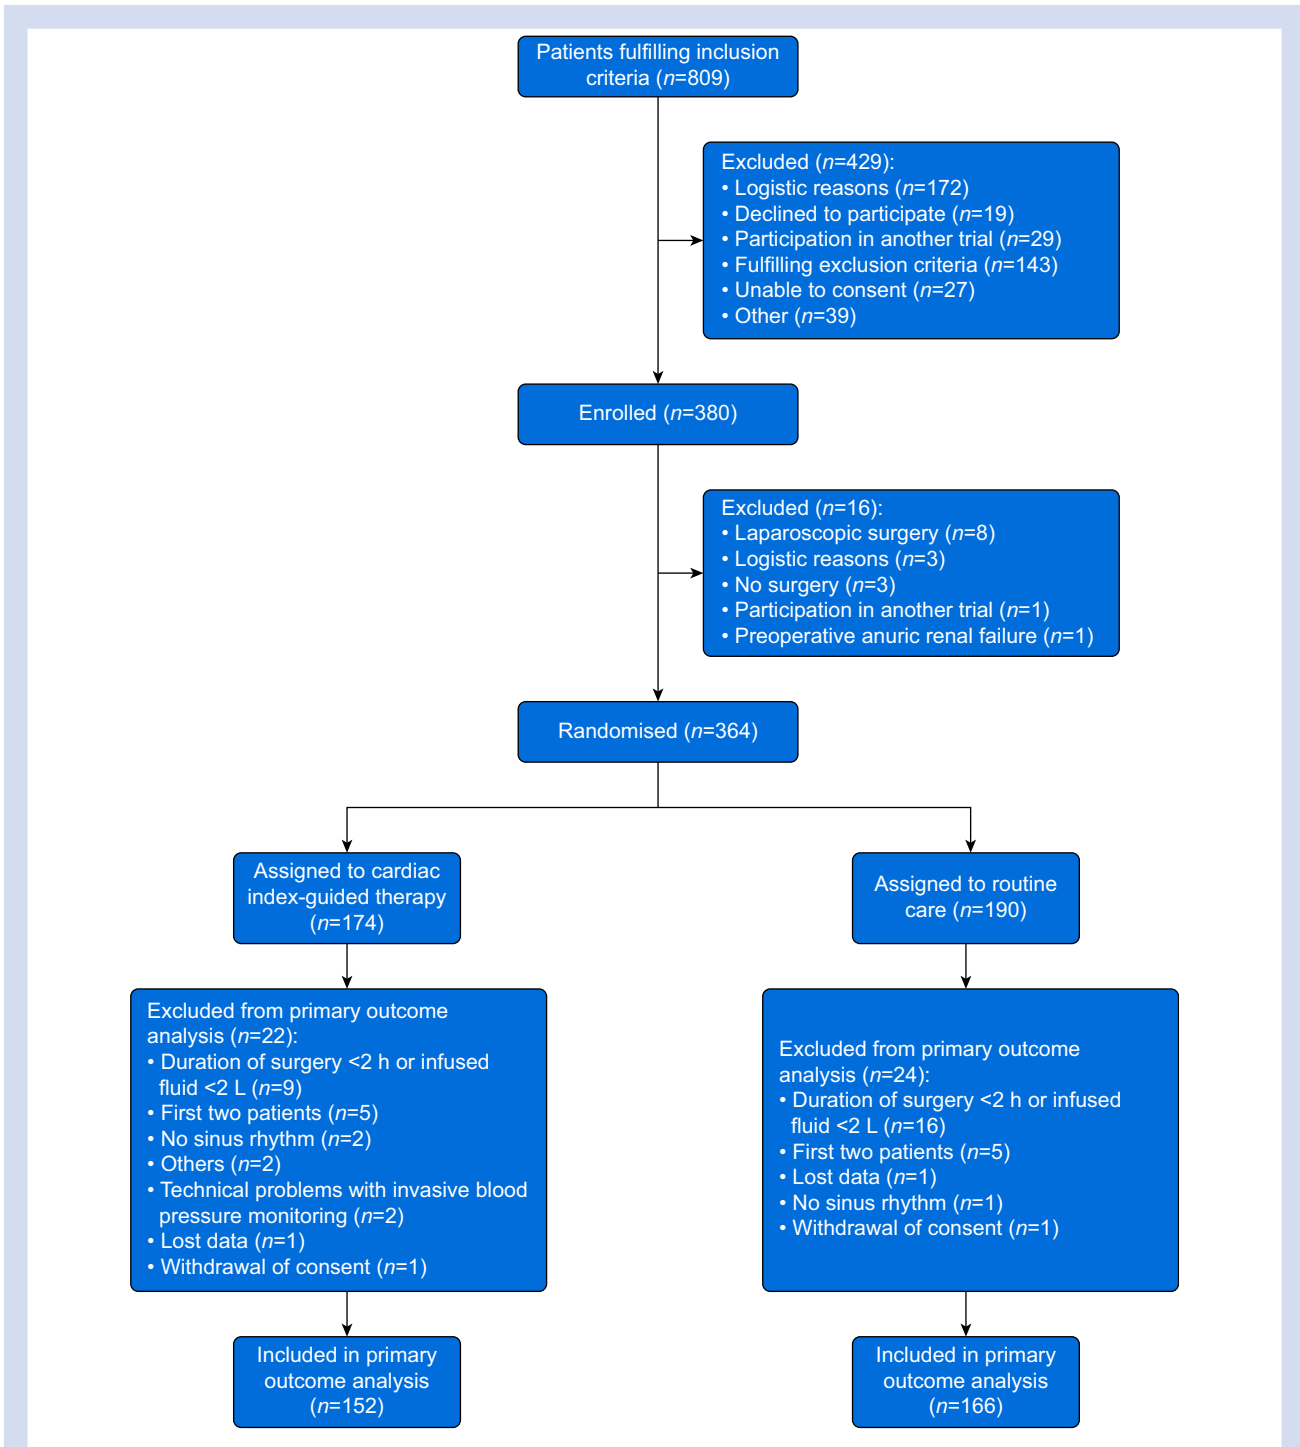 Patients fulfilling inclusion
criteria (n=809)
Excluded (n=429):
• Logistic reasons (n=172)
• Declined to participate (n=19)
• Participation in another trial (n=29)
• Fulfilling exclusion criteria (n=143)
• Unable to consent (n=27)
• Other (n=39)
Enrolled (n=380)
Excluded (n=16):
• Laparoscopic surgery (n=8)
• Logistic reasons (n=3)
• No surgery (n=3)
• Participation in another trial (n=1)
• Preoperative anuric renal failure (n=1)
Randomised (n=364)
Assigned to cardiac
index-guided therapy
(n=174)
Assigned to routine
care (n=190)
Excluded from primary outcome
analysis (n=22):
• Duration of surgery <2 h or infused
fluid <2 L (n=9)
• First two patients (n=5)
• No sinus rhythm (n=2)
• Others (n=2)
• Technical problems with invasive blood
pressure monitoring (n=2)
• Lost data (n=1)
• Withdrawal of consent (n=1)
Excluded from primary outcome
analysis (n=24):
• Duration of surgery <2 h or infused
fluid <2 L (n=16)
• First two patients (n=5)
• Lost data (n=1)
• No sinus rhythm (n=1)
• Withdrawal of consent (n=1)
Included in primary
outcome analysis
(n=152)
Included in primary
outcome analysis
(n=166)